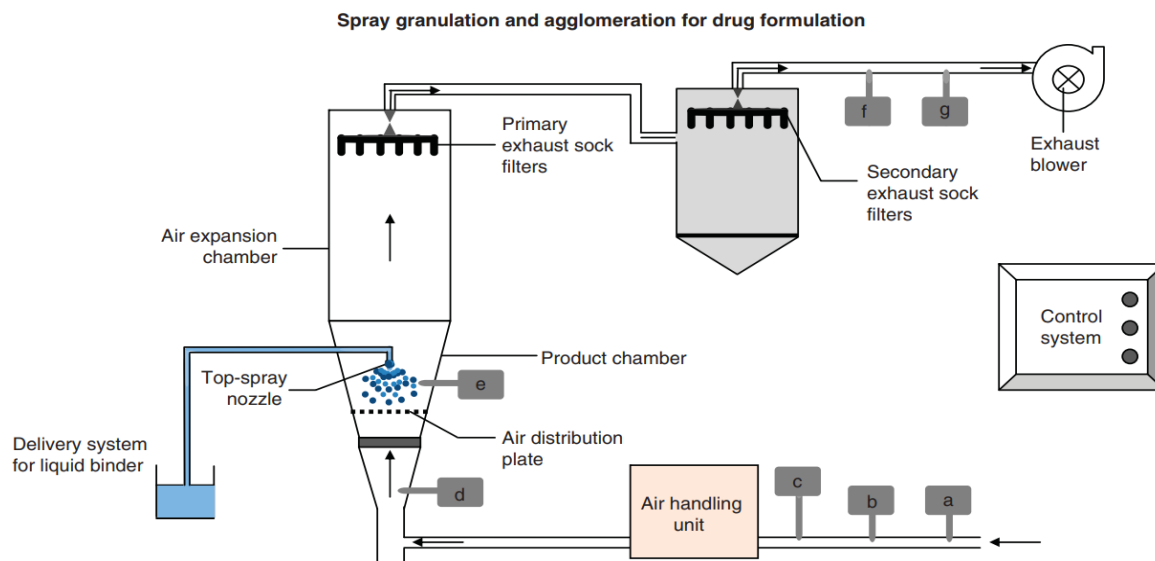 Spray granulation and agglomeration for drug formulation
Primary
exhaust sock
filters
f
g
Exhaust
blower
Secondary
exhaust sock
filters
Air expansion
chamber
Control
system
Product chamber
Top-spray
nozzle
e
Delivery system
for liquid binder
Air distribution
plate
d
Air handling
unit
c
b
a